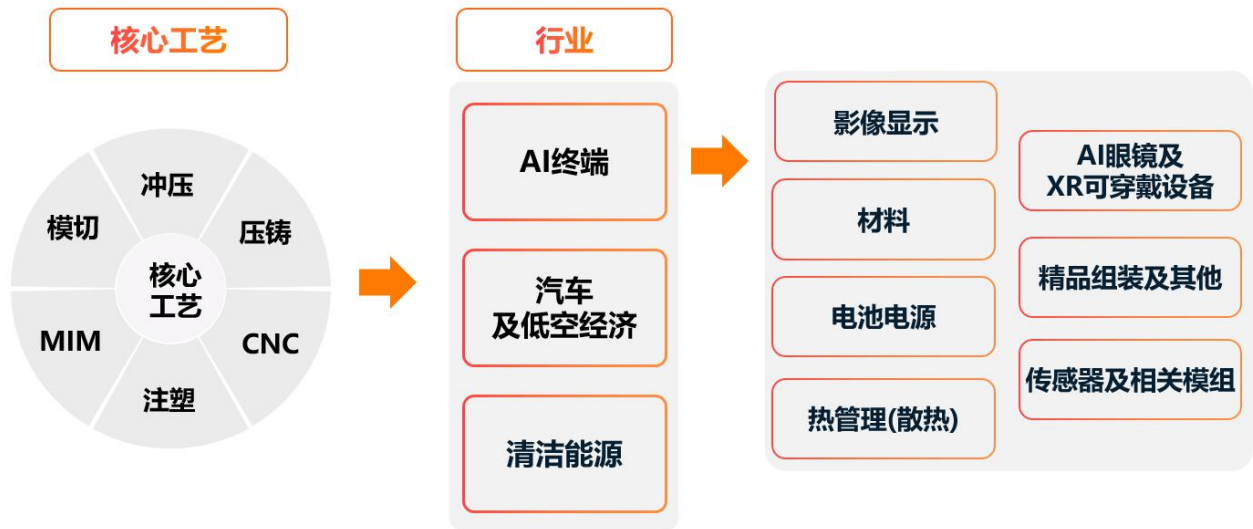 核心工艺
冲压
压铸
CNC
注塑
MIM
模切
核心
工艺
行业
AI终端
汽车
及低空经济
清洁能源
影像显示
材料
电池电源
热管理(散热)
AI眼镜及
XR可穿戴设备
精品组装及其他
传感器及相关模组